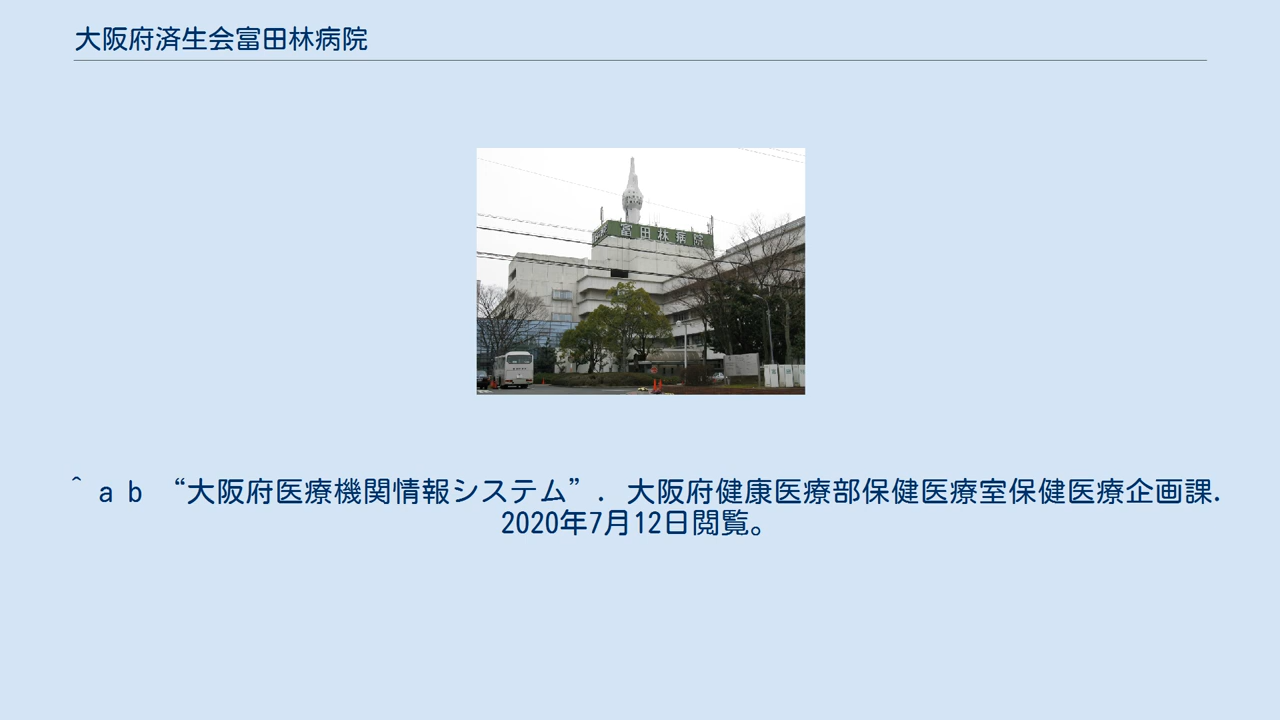 大阪府済生会富田林病院
富田林病院
^ a b “大阪府医療機関情報システム”. 大阪府健康医療部保健医療室保健医療企画課.
2020年7月12日閲覧。